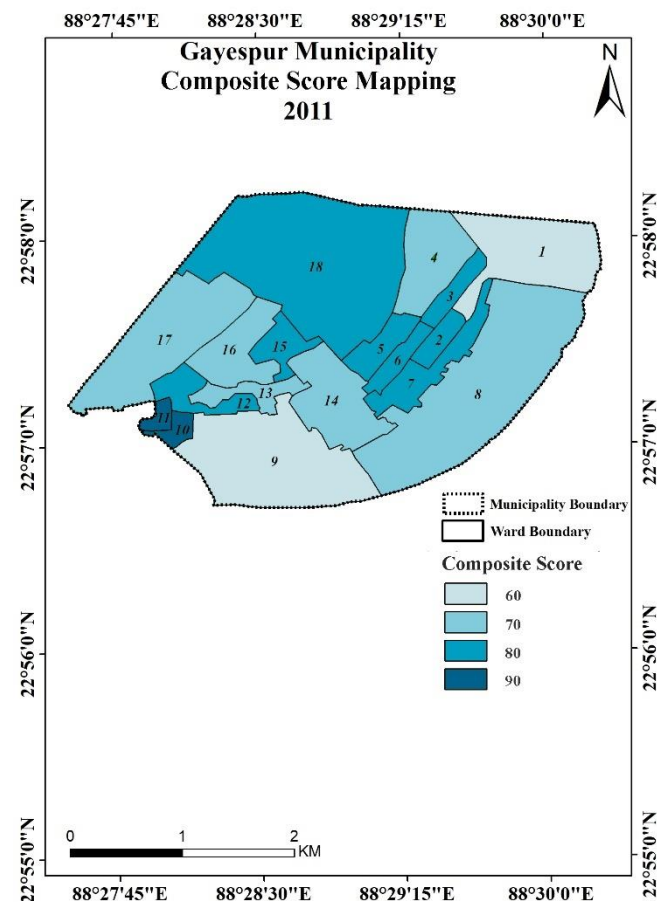 88°27'45"E 88°28'30"E 88°29'15"E 88°30'0"E
Gayespur Municipality
Composite Score Mapping
2011
N
22°58'0"N 22°58'0"N
1
4
18
3
17
15
5
2
16
6
7
8
13
14
12
11
10
9
22°57'0"N 22°57'0"N
Municipality Boundary
Ward Boundary
Composite Score
60
70
80
90
22°56'0"N 22°56'0"N
0 1 2
KM
22°55'0"N 22°55'0"N
88°27'45"E 88°28'30"E 88°29'15"E 88°30'0"E